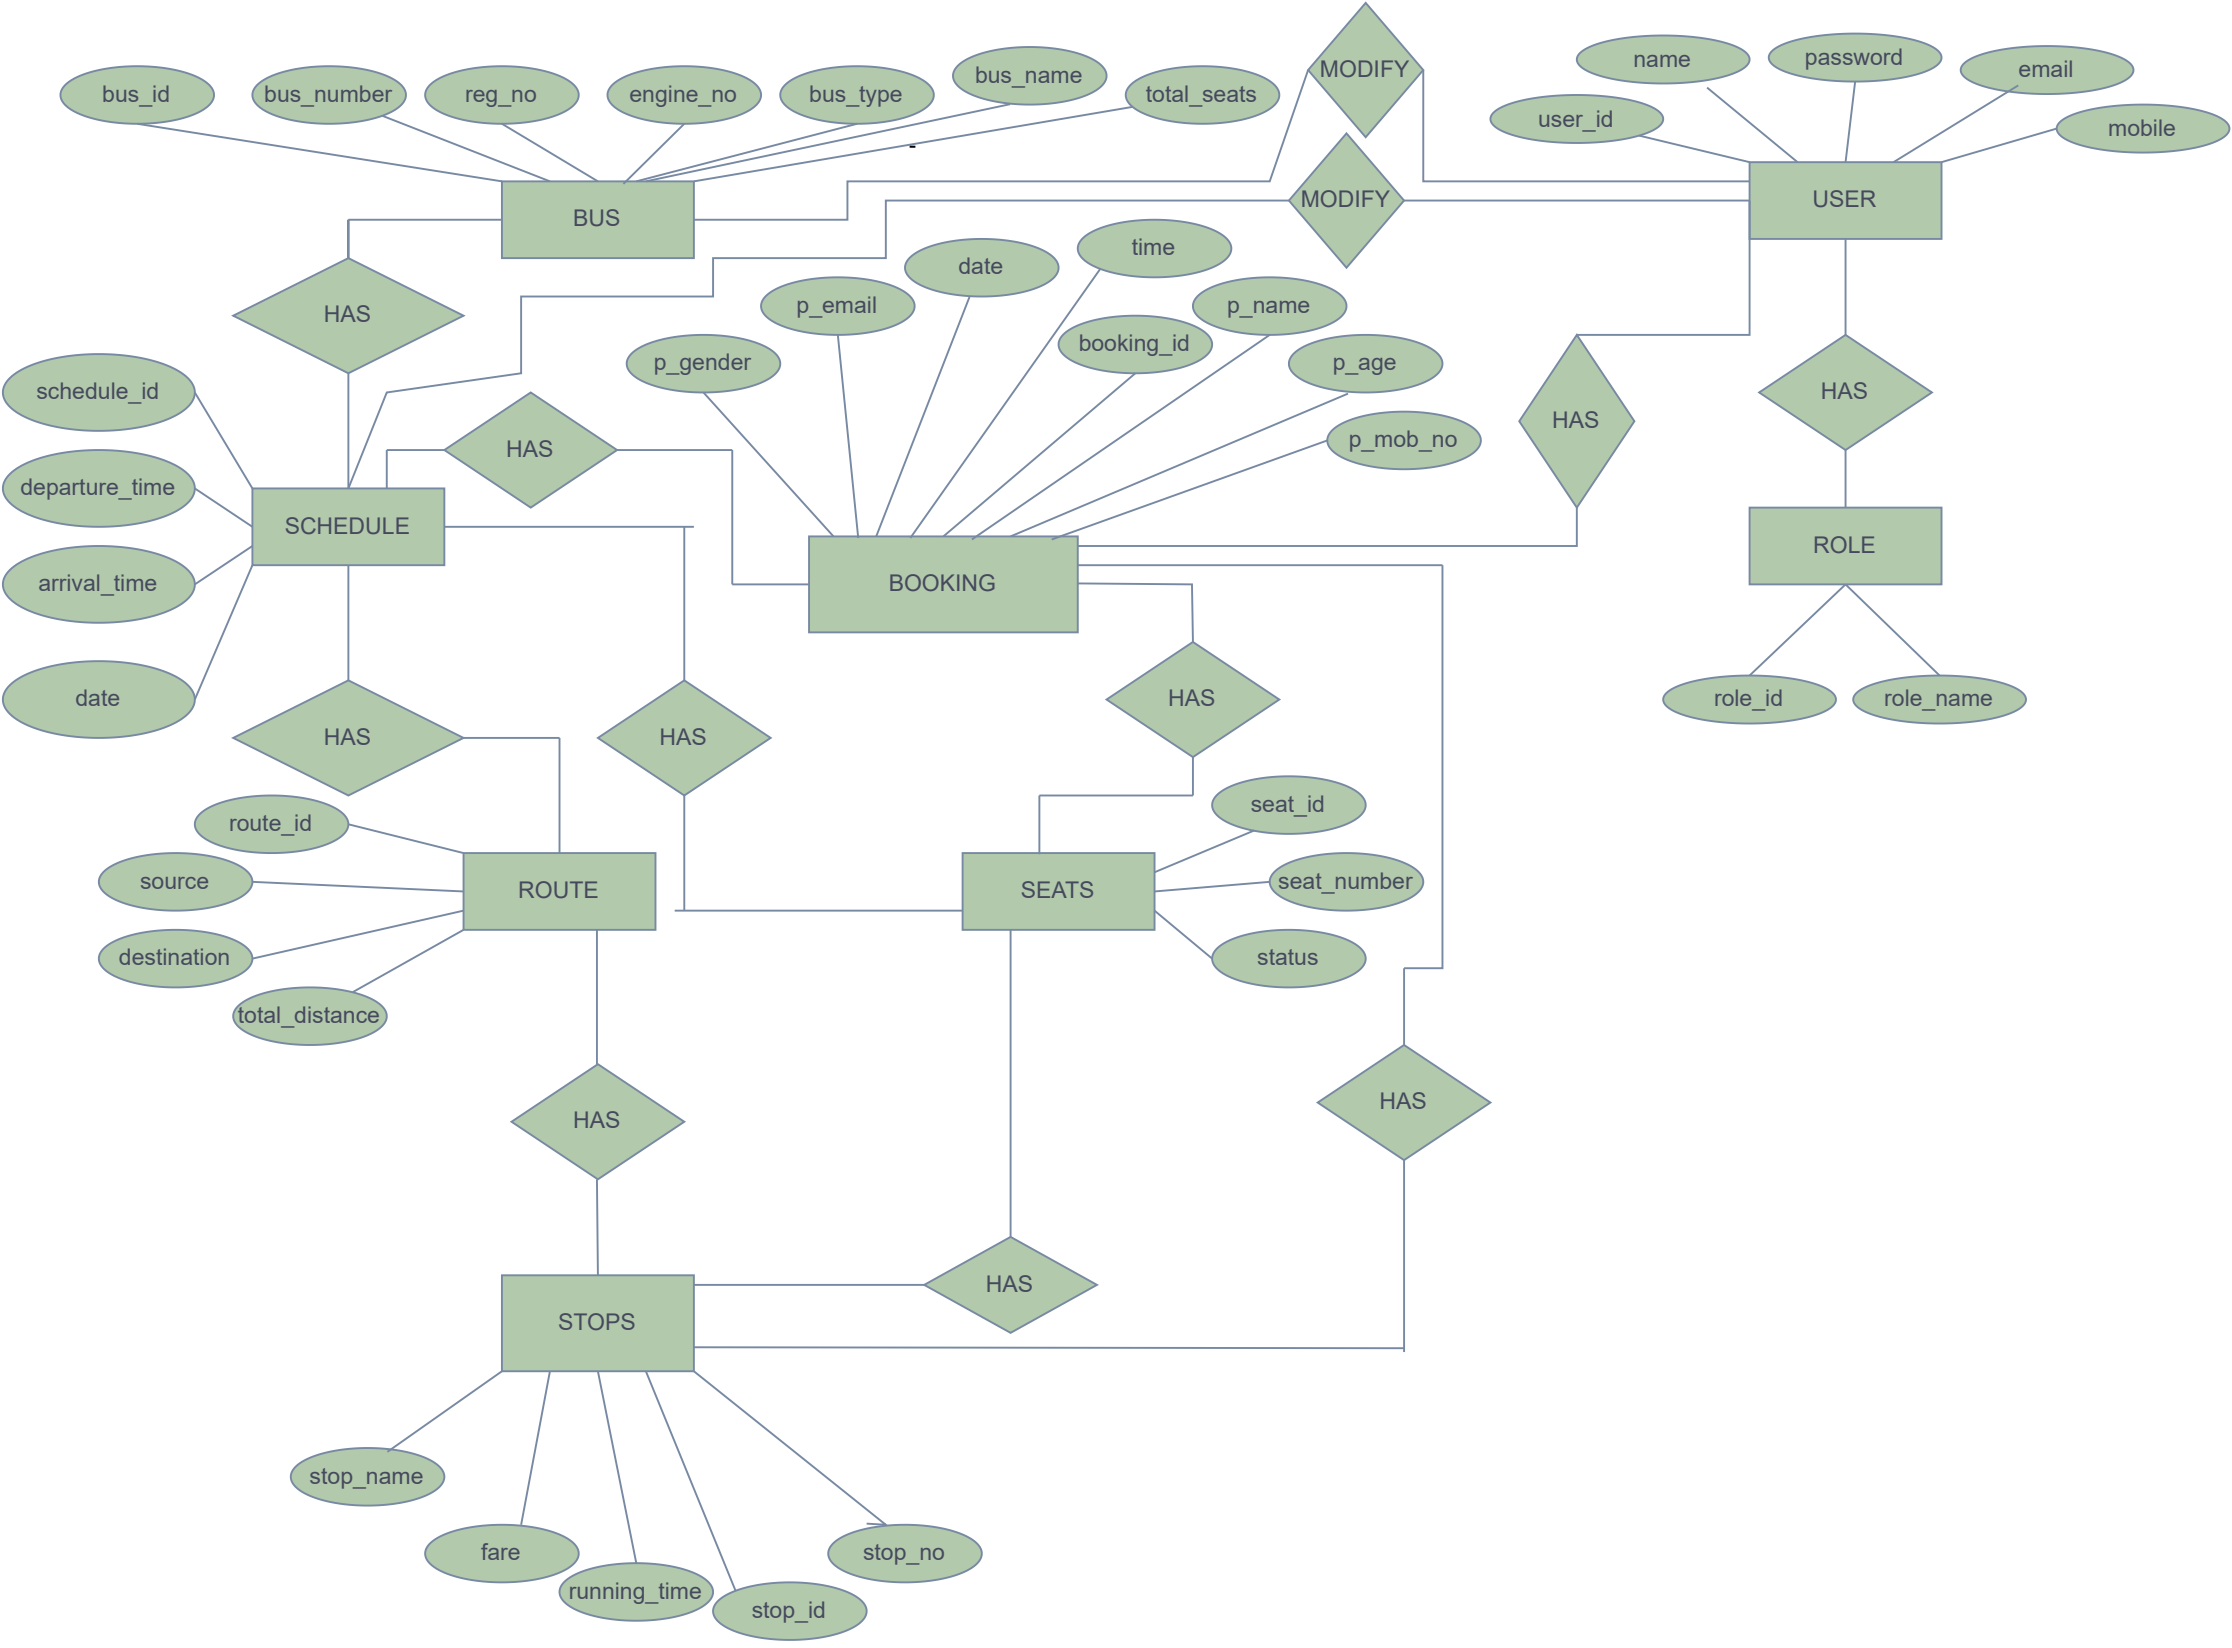 MODIFY
name
password
email
bus_id
bus_number
reg_no
engine_no
bus_type
bus_name
total_seats
user_id
mobile
-
BUS
MODIFY
USER
time
date
p_email
p_name
HAS
booking_id
p_gender
p_age
schedule_id
HAS
HAS
HAS
p_mob_no
departure_time
SCHEDULE
ROLE
arrival_time
BOOKING
date
HAS
role_id
role_name
HAS
HAS
seat_id
route_id
source
ROUTE
SEATS
seat_number
destination
status
total_distance
HAS
HAS
HAS
STOPS
stop_name
fare
stop_no
running_time
stop_id